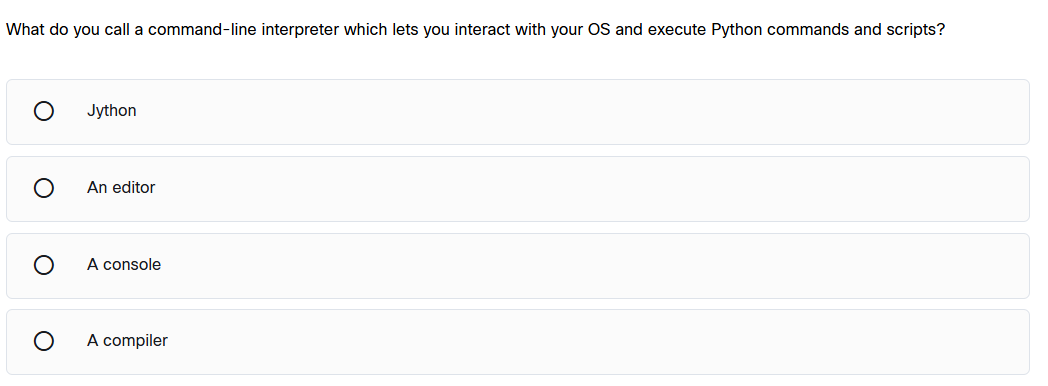 What do you call a command-line interpreter which lets you interact with your OS and execute Python commands and scripts?
Jython
An editor
A console
A compiler